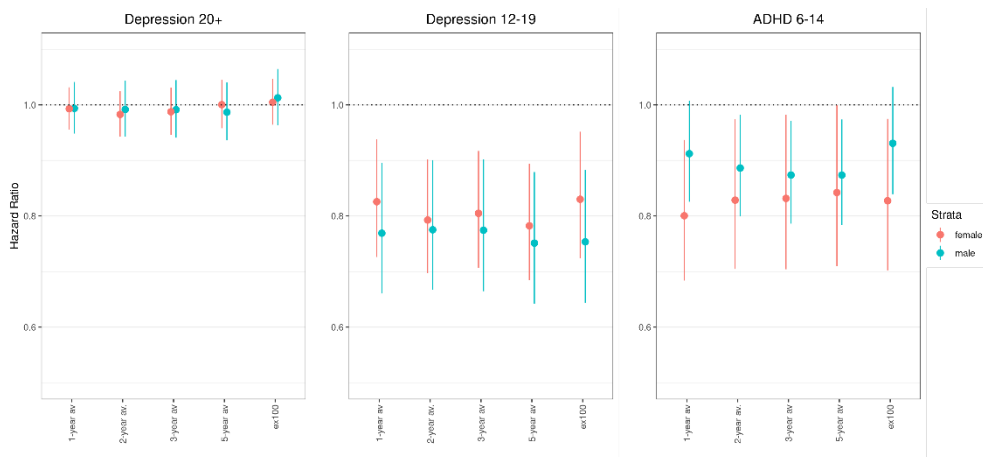 Depression 20+
Depression 12-19
ADHD 6-14
Hazard Ratio
1.0
0.8
0.6
1-year av
2-year av.
3-year av
5-year av
ex100
1.0
0.8
0.6
1-year av
2-year av.
3-year av
5-year av
ex100
1.0
0.8
0.6
1-year av
2-year av.
3-year av
5-year av
ex100
Strata
female
male